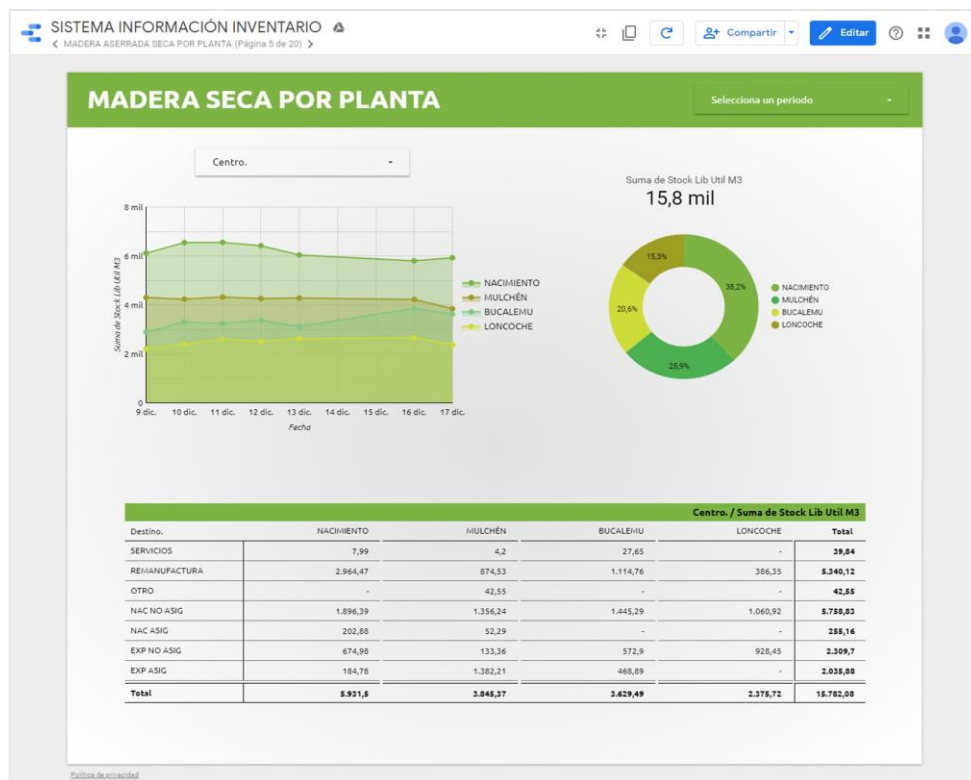 SISTEMA INFORMACIÓN INVENTARIO
MADERA ASERRADA SECA POR PLANTA (Página 5 de 20)
Compartir
Editar
MADERA SECA POR PLANTA
Selecciona un periodo
Centro.
Suma de Stock Lib Util M3
15,8 mil
8 mil
6 mil
4 mil
2 mil
0
Suma de Stock Lib Util M3
9 dic. 10 dic. 11 dic. 12 dic. 13 dic. 14 dic. 15 dic. 16 dic. 17 dic.
Fecha
NACIMIENTO
MULCHÉN
BUCALEMU
LONCOCHE
15,3%
38,2%
20,6%
25,9%
NACIMIENTO
MULCHÉN
BUCALEMU
LONCOCHE
Centro. / Suma de Stock Lib Util M3
Destino. NACIMIENTO MULCHÉN BUCALEMU LONCOCHE Total
SERVICIOS 7,99 4,2 27,65 - 39,84
REMANUFACTURA 2.964,47 874,53 1.114,76 386,35 5.340,12
OTRO - 42,55 - - 42,55
NAC NO ASIG 1.896,39 1.356,24 1.445,29 1.060,92 5.758,83
NAC ASIG 202,88 52,29 - - 255,16
EXP NO ASIG 674,98 133,36 572,9 928,45 2.309,7
EXP ASIG 184,78 1.382,21 468,89 - 2.035,88
Total 5.931,5 3.845,37 3.629,49 2.375,72 15.782,08
Política de privacidad